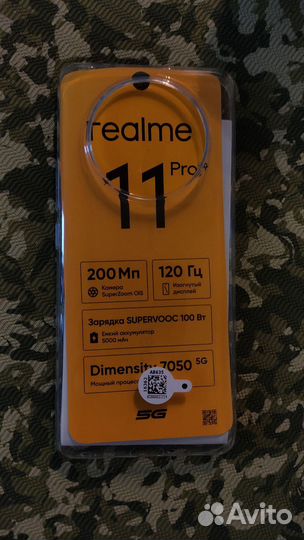 realme
11 Pro+
200 Мп
Камера
SuperZoom OIS
120 Гц
Изогнутый
дисплей
Зарядка SUPERVOOC 100 Вт
Емкий аккумулятор
5000 мАч
Dimensity 7050 5G
Мощный процес
5G
Avito